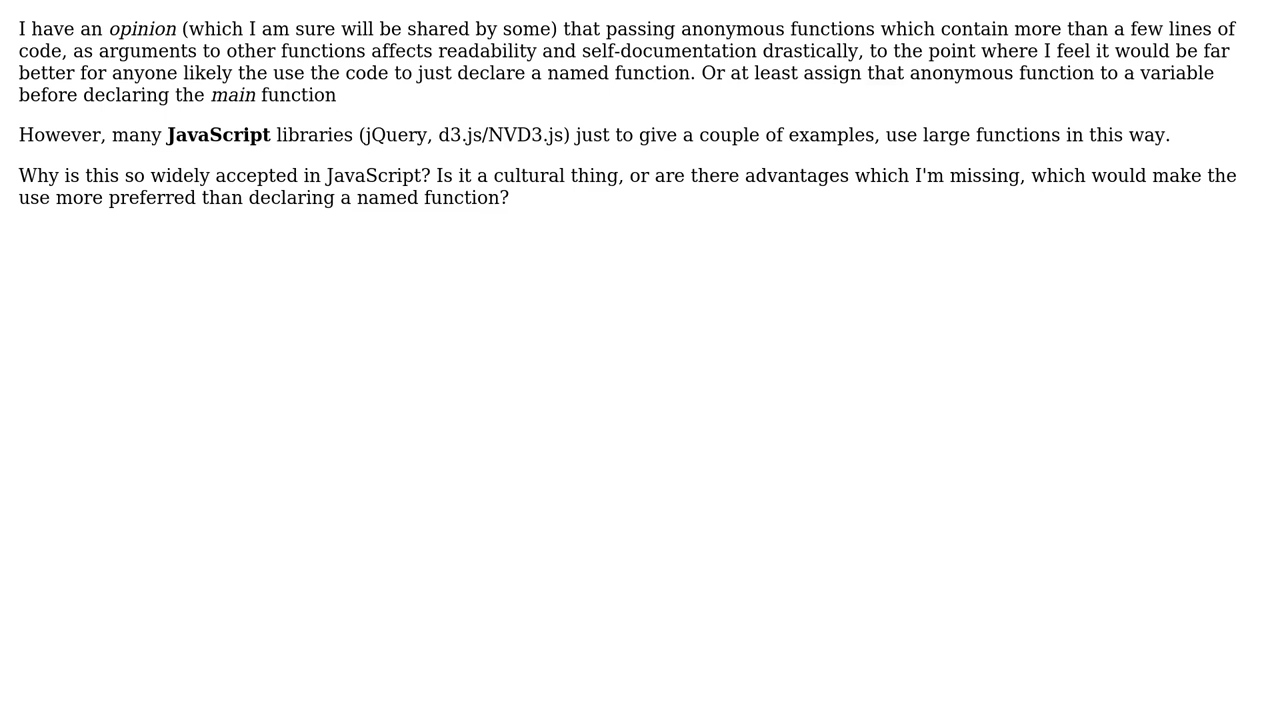 I have an opinion (which I am sure will be shared by some) that passing anonymous functions which contain more than a few lines of
code, as arguments to other functions affects readability and self-documentation drastically, to the point where I feel it would be far
better for anyone likely the use the code to just declare a named function. Or at least assign that anonymous function to a variable
before declaring the main function
However, many JavaScript libraries (jQuery, d3.js/NVD3.js) just to give a couple of examples, use large functions in this way.
Why is this so widely accepted in JavaScript? Is it a cultural thing, or are there advantages which I'm missing, which would make the
use more preferred than declaring a named function?